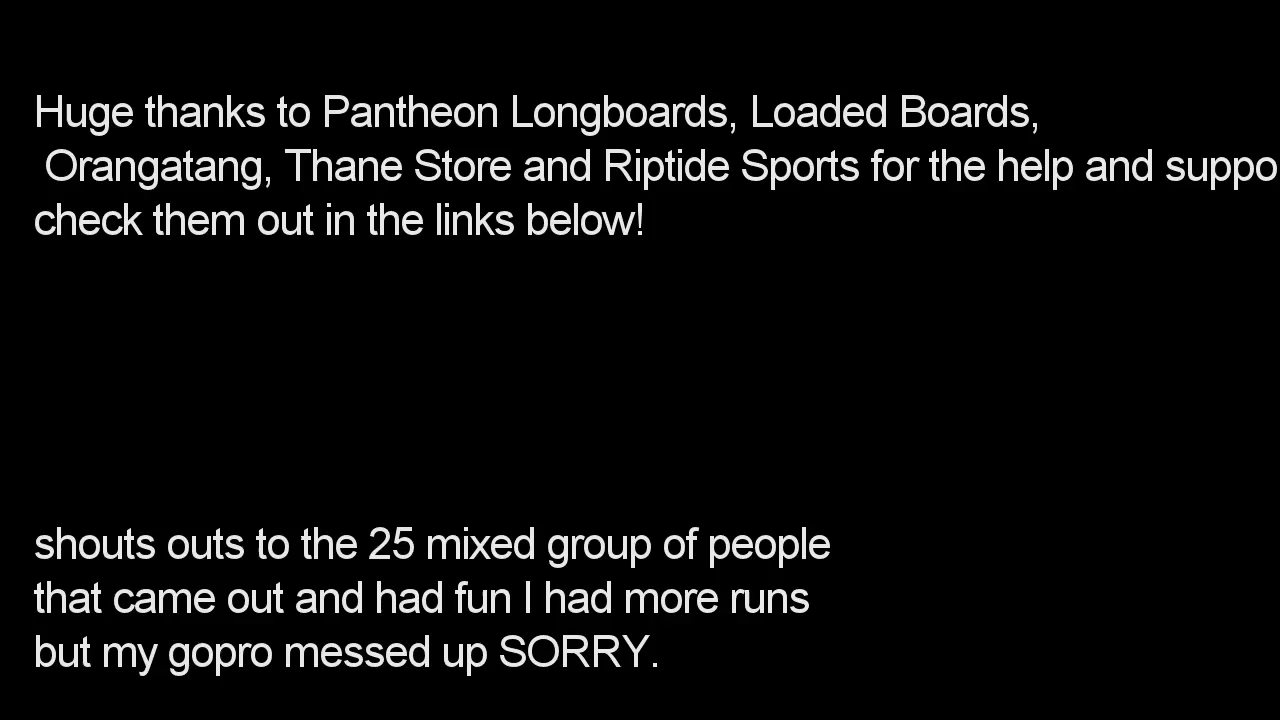 Huge thanks to Pantheon Longboards, Loaded Boards,
Orangatang, Thane Store and Riptide Sports for the help and suppo
check them out in the links below!
shouts outs to the 25 mixed group of people
that came out and had fun I had more runs
but my gopro messed up SORRY.